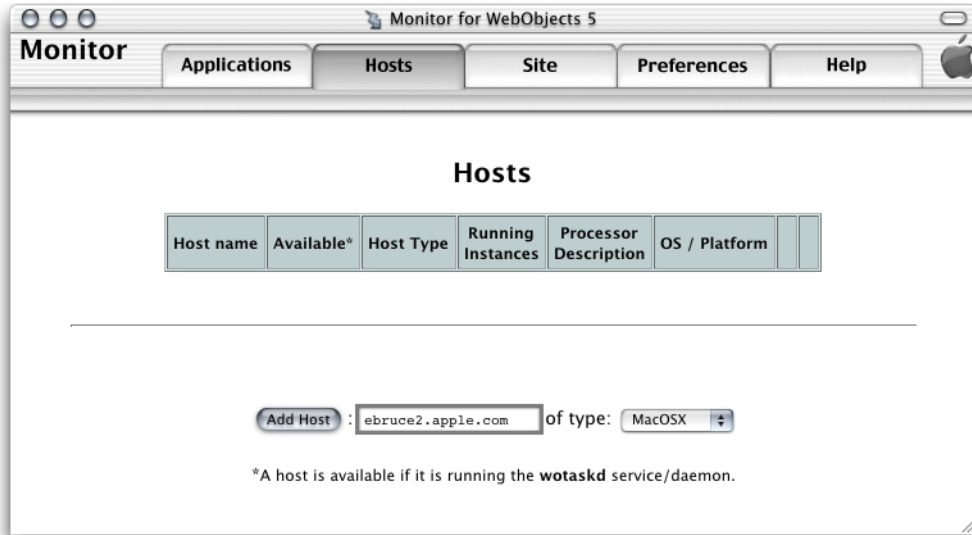 Monitor for WebObjects 5
Monitor
Applications Hosts Site Preferences Help
Hosts
Host name Available* Host Type Running Instances Processor Description OS / Platform
Add Host : ebruce2.apple.com of type: MacOSX
*A host is available if it is running the wotaskd service/daemon.